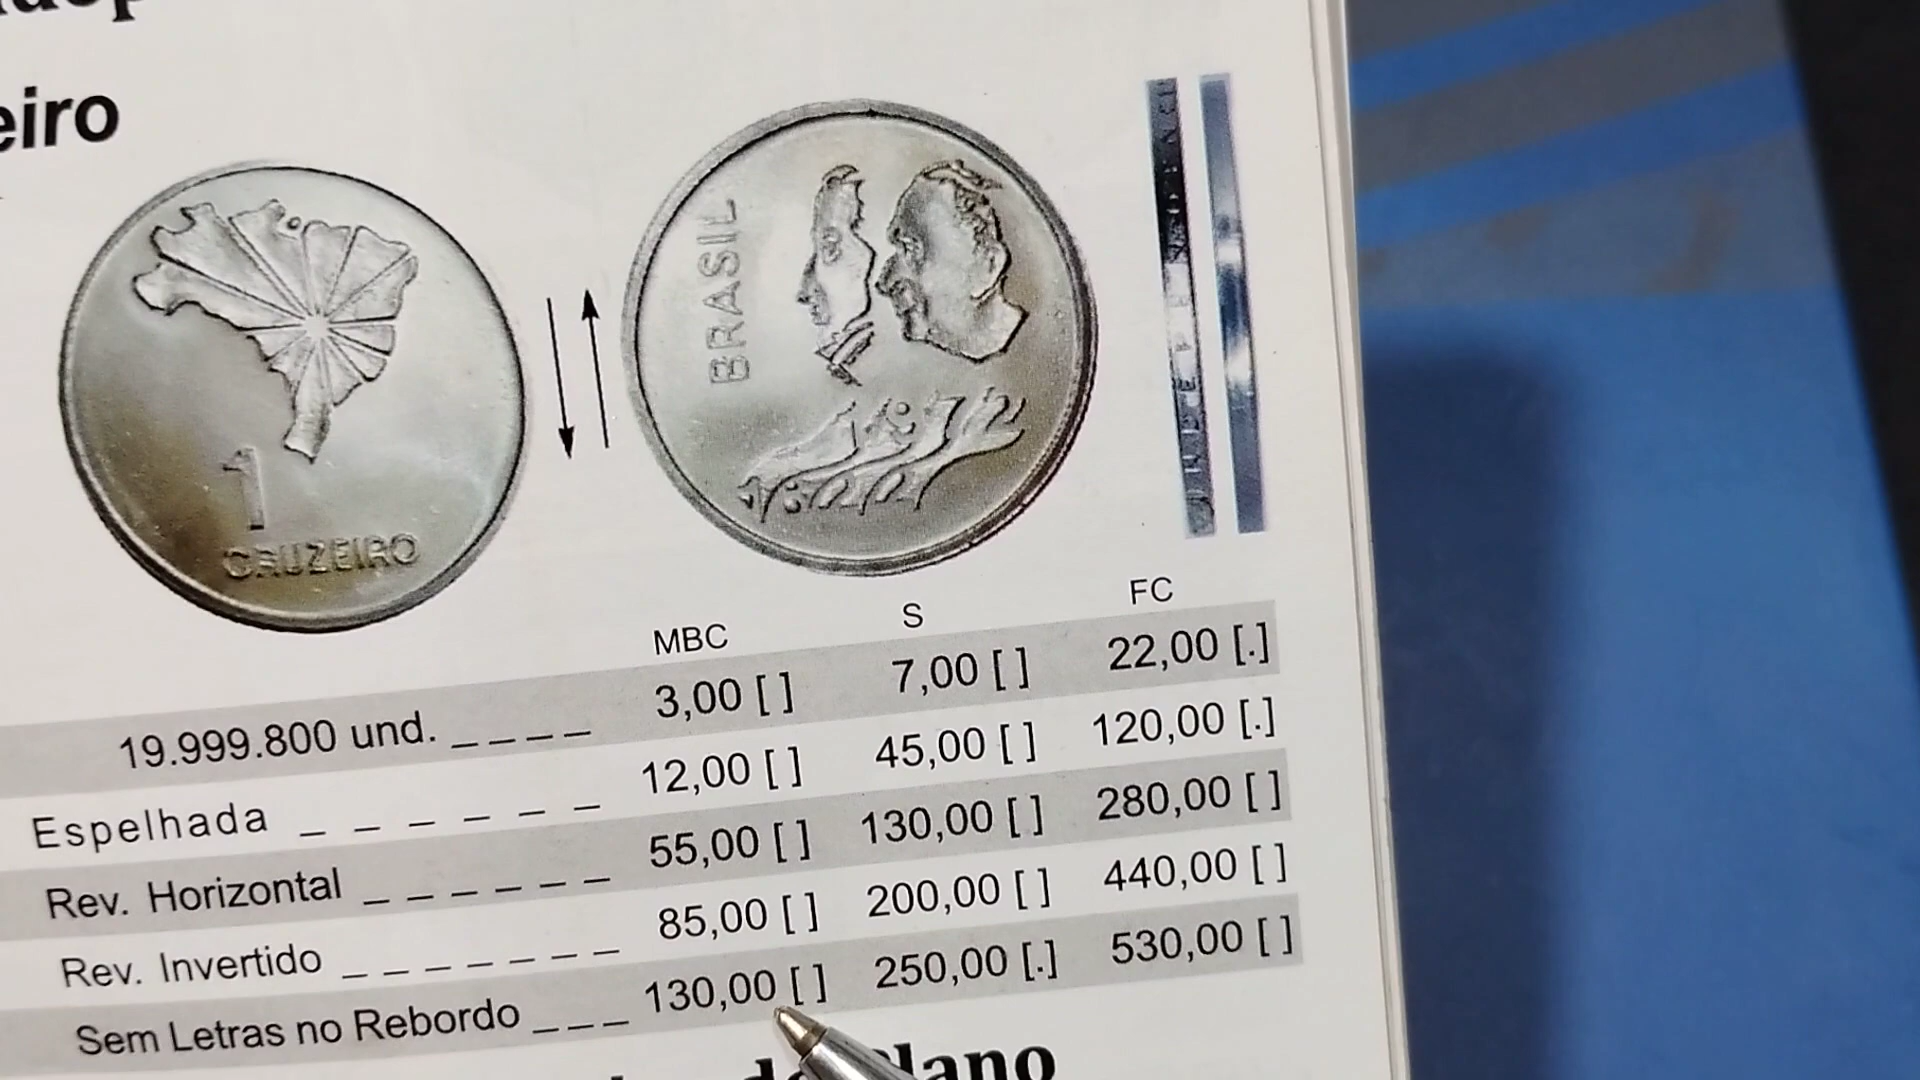 eiro
BRASIL
1972
1822
1
CRUZEIRO
MBC S FC
19.999.800 und. _ _ _ _ 3,00 [ ] 7,00 [ ] 22,00 [.]
Espelhada _ _ _ _ _ _ 12,00 [ ] 45,00 [ ] 120,00 [.]
Rev. Horizontal _ _ _ _ _ _ 55,00 [ ] 130,00 [ ] 280,00 [ ]
Rev. Invertido _ _ _ _ _ _ _ 85,00 [ ] 200,00 [ ] 440,00 [ ]
Sem Letras no Rebordo _ _ _ 130,00 [ ] 250,00 [.] 530,00 [ ]